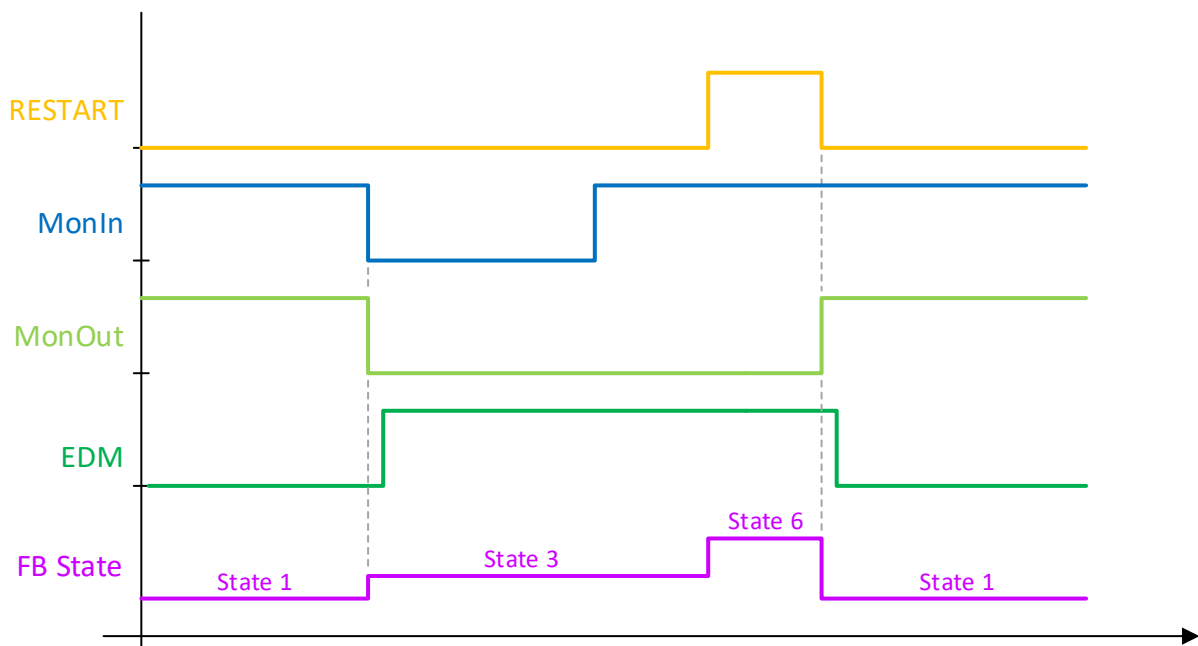 RESTART
MonIn
MonOut
EDM
State 6
State 3
FB State
State 1
State 1